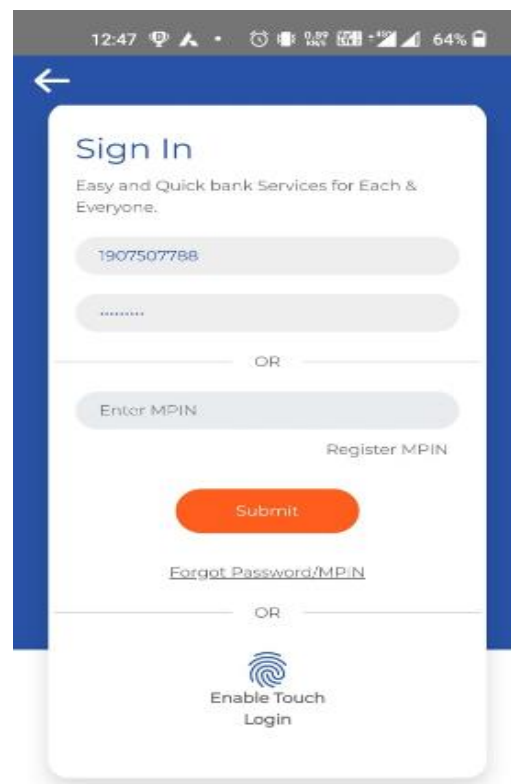 12:47 64%
Sign In
Easy and Quick bank Services for Each &
Everyone.
1907507788
OR
Enter MPIN
Register MPIN
Submit
Forgot Password/MPIN
OR
Enable Touch
Login